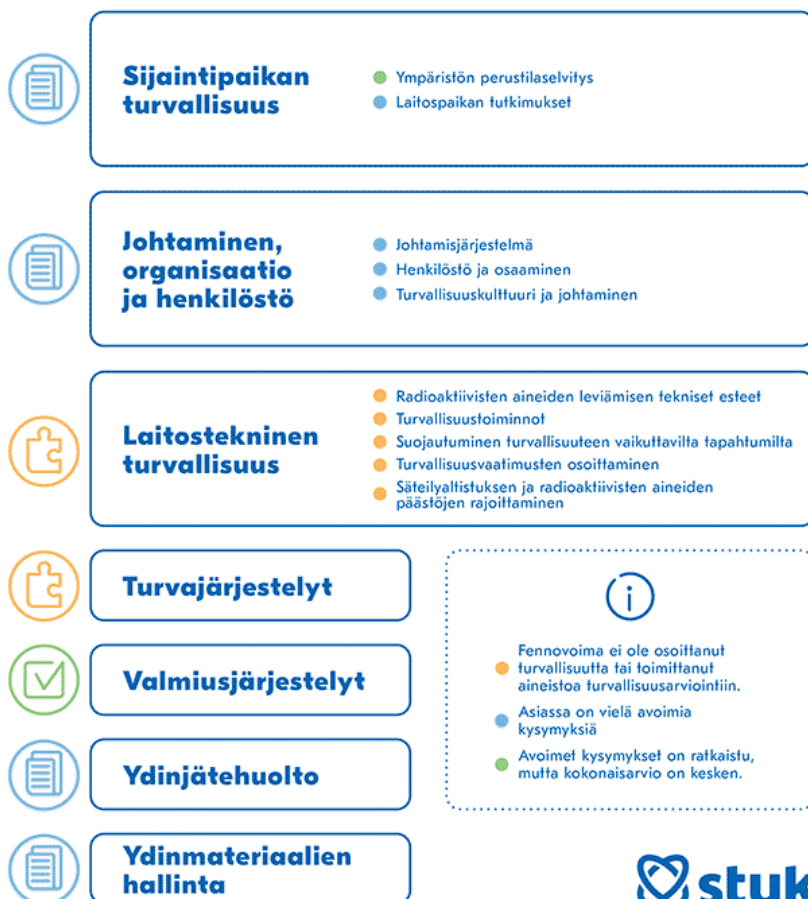 Sijaintipaikan
turvallisuus
Ympäristön perustilaselvitys
Laitospaikan tutkimukset
Johtaminen,
organisaatio
ja henkilöstö
Johtamisjärjestelmä
Henkilöstö ja osaaminen
Turvallisuuskulttuuri ja johtaminen
Laitostekninen
turvallisuus
Radioaktiivisten aineiden leviämisen tekniset esteet
Turvallisuustoiminnot
Suojautuminen turvallisuuteen vaikuttavilta tapahtumilta
Turvallisuusvaatimusten osoittaminen
Säteilyaltistuksen ja radioaktiivisten aineiden
päästöjen rajoittaminen
Turvajärjestelyt
Valmiusjärjestelyt
Ydinjätehuolto
Ydinmateriaalien
hallinta
i
Fennovoima ei ole osoittanut
turvallisuutta tai toimittanut
aineistoa turvallisuusarviointiin.
Asiassa on vielä avoimia
kysymyksiä
Avoimet kysymykset on ratkaistu,
mutta kokonaisarvio on kesken.
stuk